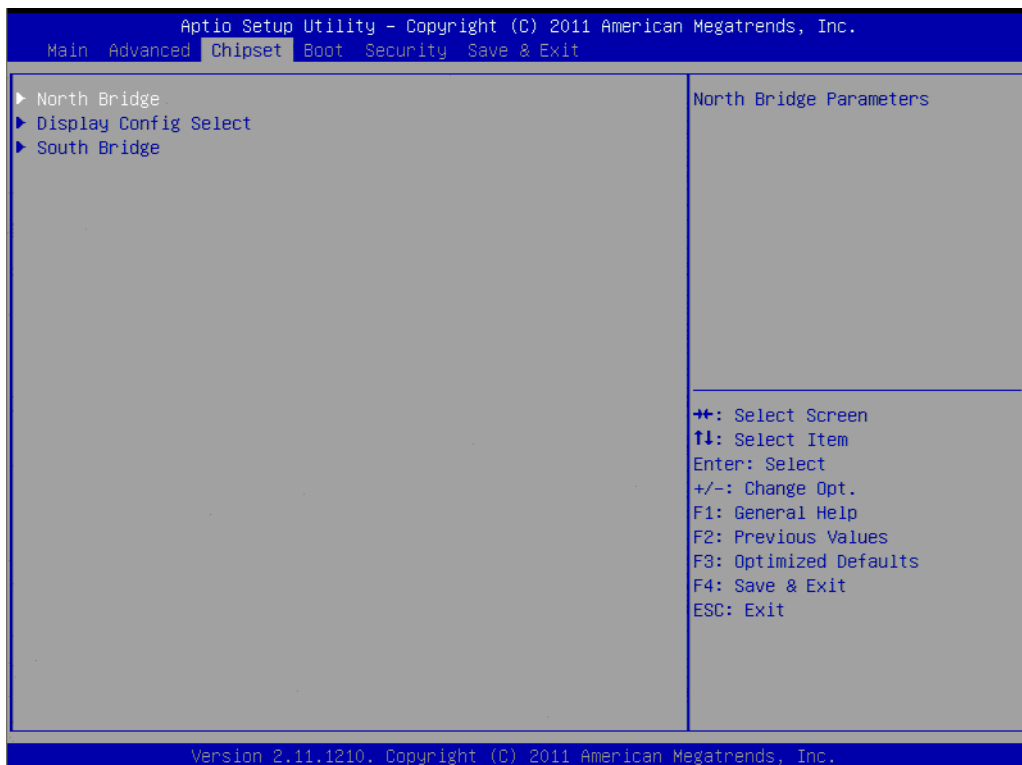 Aptio Setup Utility – Copyright (C) 2011 American Megatrends, Inc.
Main Advanced Chipset Boot Security Save & Exit
North Bridge
Display Config Select
South Bridge
North Bridge Parameters
→←: Select Screen
↑↓: Select Item
Enter: Select
+/-: Change Opt.
F1: General Help
F2: Previous Values
F3: Optimized Defaults
F4: Save & Exit
ESC: Exit
Version 2.11.1210. Copyright (C) 2011 American Megatrends, Inc.